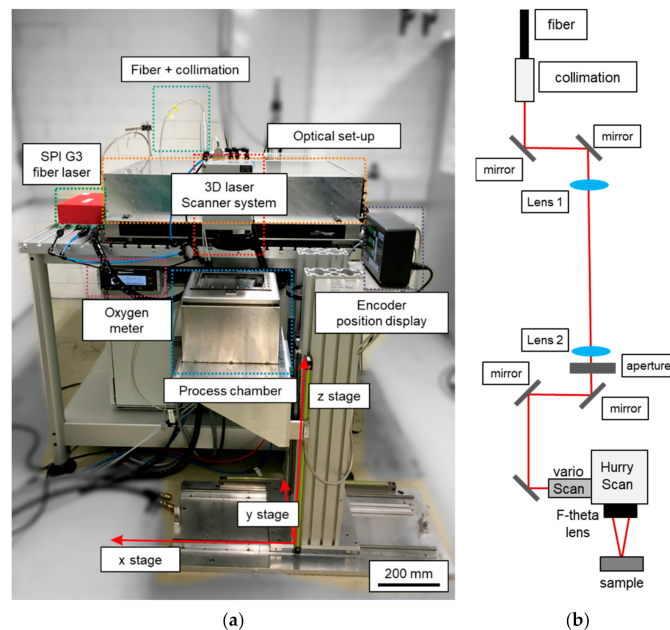 Fiber + collimation
Optical set-up
SPI G3
fiber laser
3D laser
Scanner system
Oxygen
meter
Encoder
position display
Process chamber
z stage
y stage
x stage
200 mm
(a)
fiber
collimation
mirror
mirror
Lens 1
Lens 2
aperture
mirror
mirror
vario
Scan
Hurry
Scan
F-theta
lens
sample
(b)